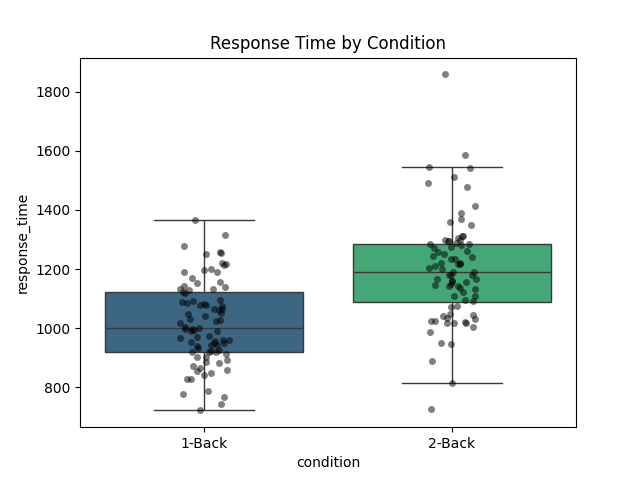 Response Time by Condition
1800
1600
1400
1200
1000
800
response_time
1-Back
2-Back
condition